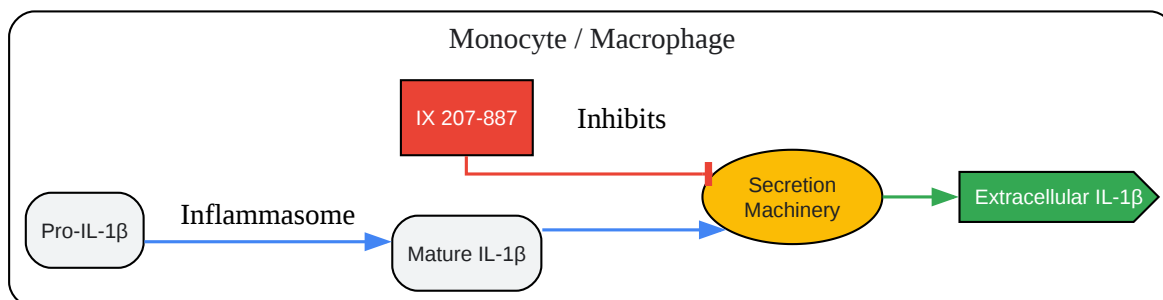 Monocyte / Macrophage
IX 207-887
Inhibits
Secretion
Machinery
Extracellular IL-1β
Inflammasome
Pro-IL-1β
Mature IL-1β